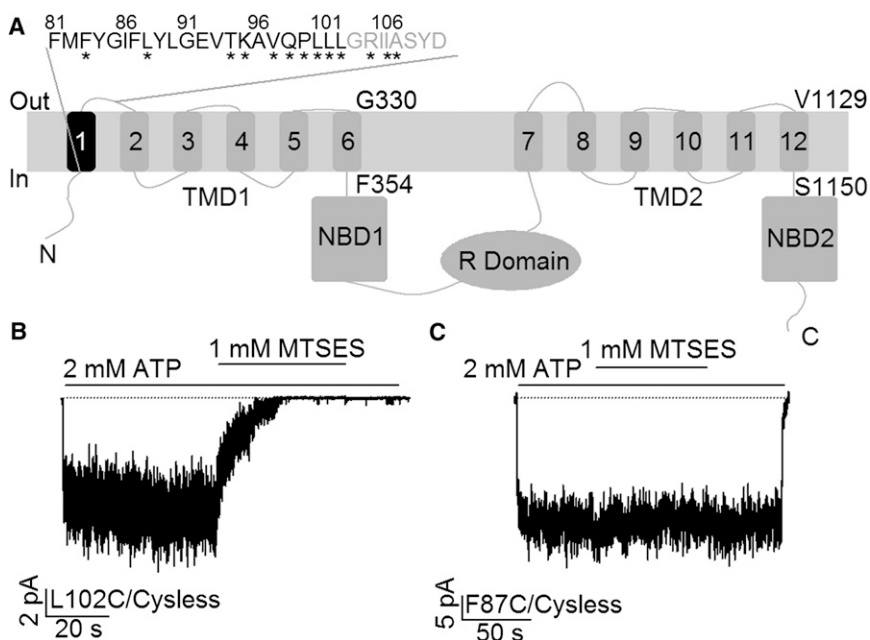 A
81 86 91 96 101 106
FMFYGIFLYLGEVTKAVQPLLLGRIIASYD
* * * * * * * * * * * * *
Out G330 V1129
1 2 3 4 5 6 7 8 9 10 11 12
In F354 S1150
TMD1 TMD2
N NBD1 R Domain NBD2
C
B
1 mM MTSES
2 mM ATP
2 pA
L102C/Cysless
20 s
C
1 mM MTSES
2 mM ATP
5 pA
F87C/Cysless
50 s